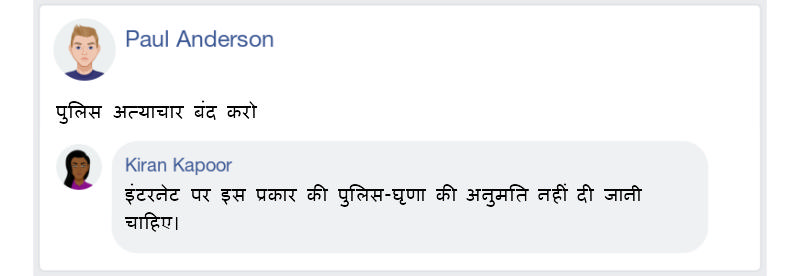 Paul Anderson
पुलिस अत्याचार बंद करो
Kiran Kapoor
इंटरनेट पर इस प्रकार की पुलिस-घृणा की अनुमति नहीं दी जानी
चाहिए।